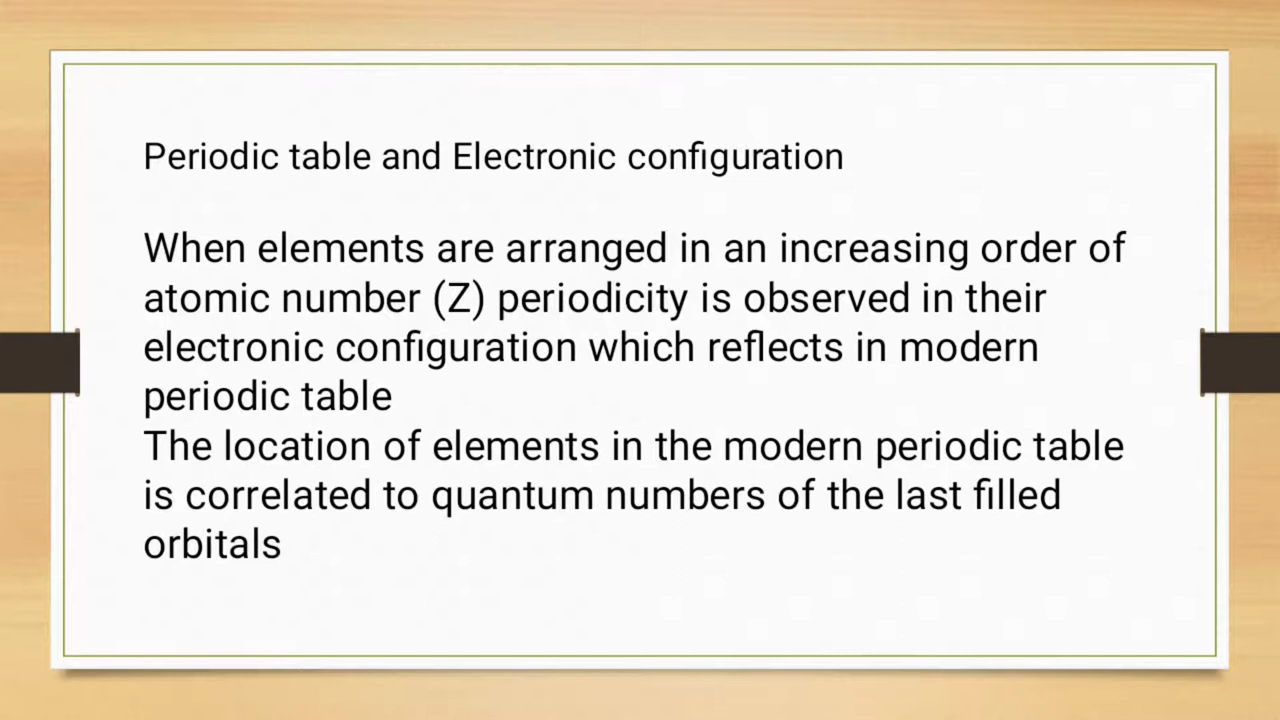 Periodic table and Electronic configuration
When elements are arranged in an increasing order of
atomic number (Z) periodicity is observed in their
electronic configuration which reflects in modern
periodic table
The location of elements in the modern periodic table
is correlated to quantum numbers of the last filled
orbitals